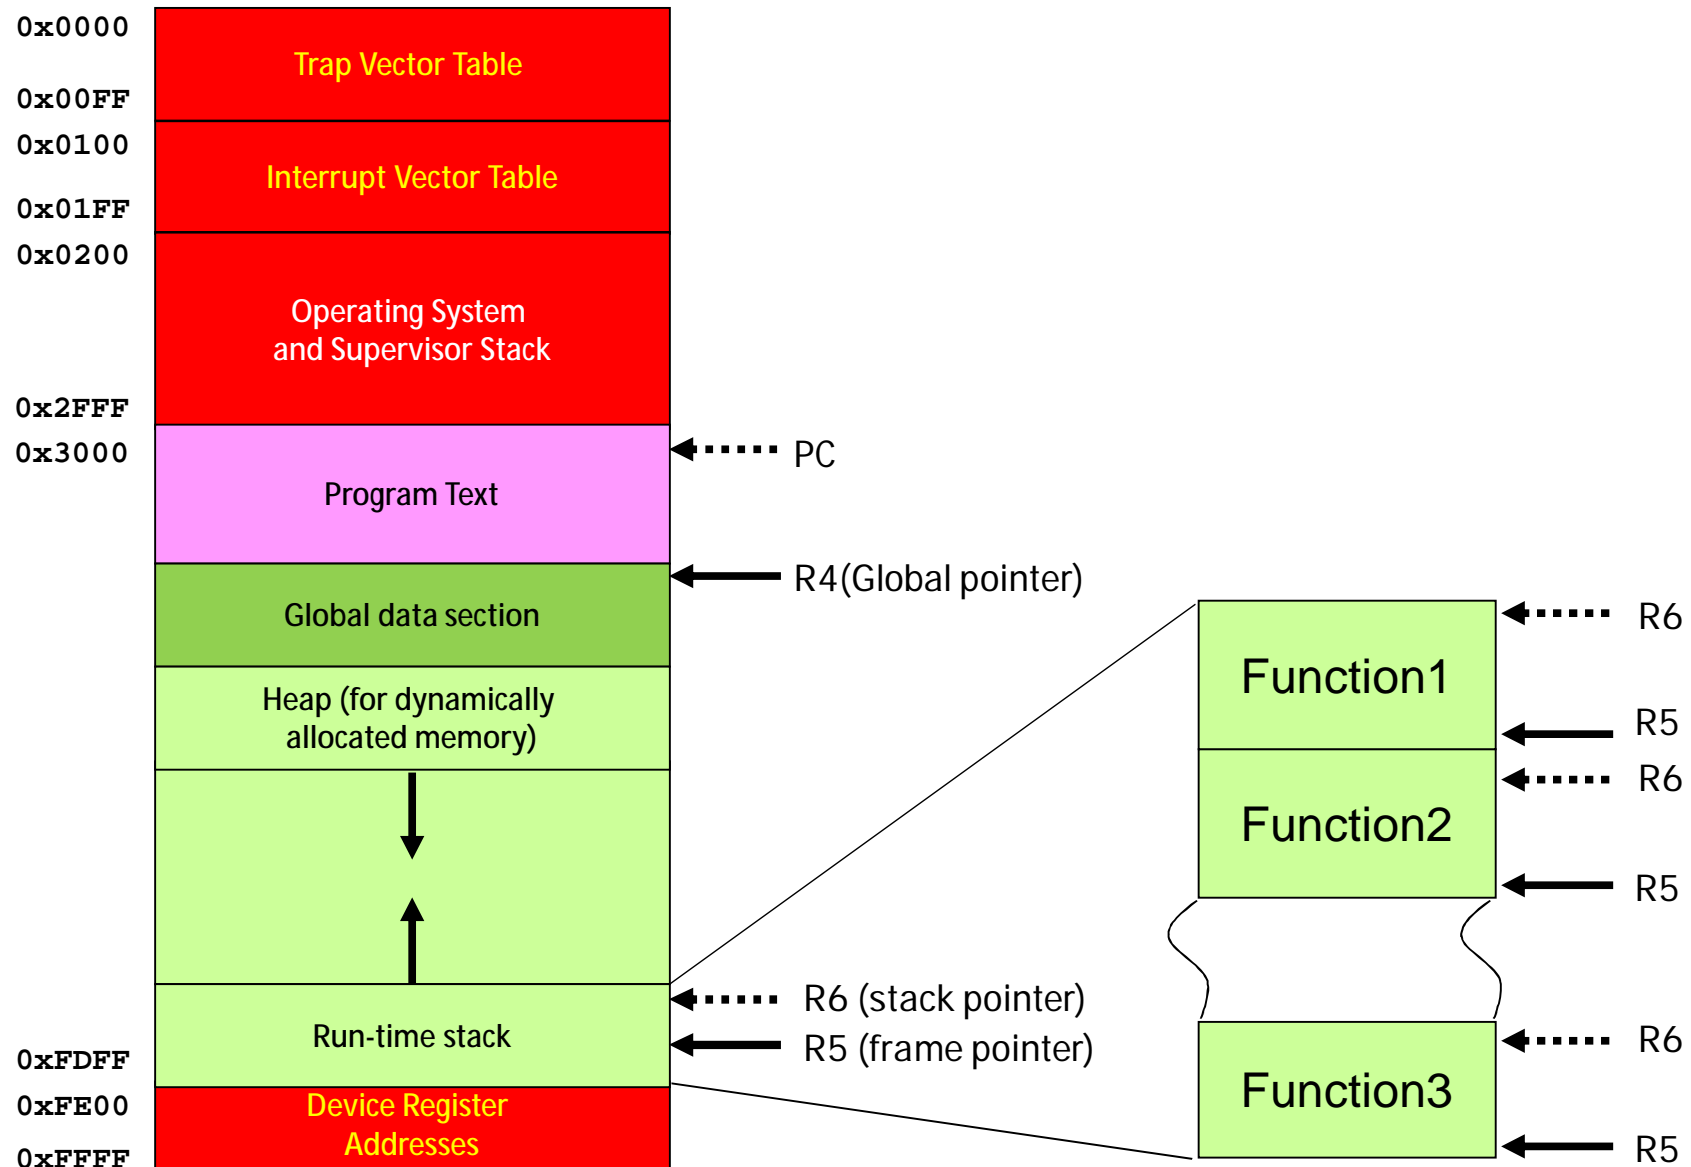 0x0000
Trap Vector Table
0x00FF
0x0100
Interrupt Vector Table
0x01FF
0x0200
Operating System
and Supervisor Stack
0x2FFF
0x3000
PC
Program Text
R4(Global pointer)
Global data section
Heap (for dynamically
allocated memory)
R6 (stack pointer)
Run-time stack
R5 (frame pointer)
0xFDFF
0xFE00
Device Register
Addresses
0xFFFF
R6
Function1
R5
R6
Function2
R5
R6
Function3
R5